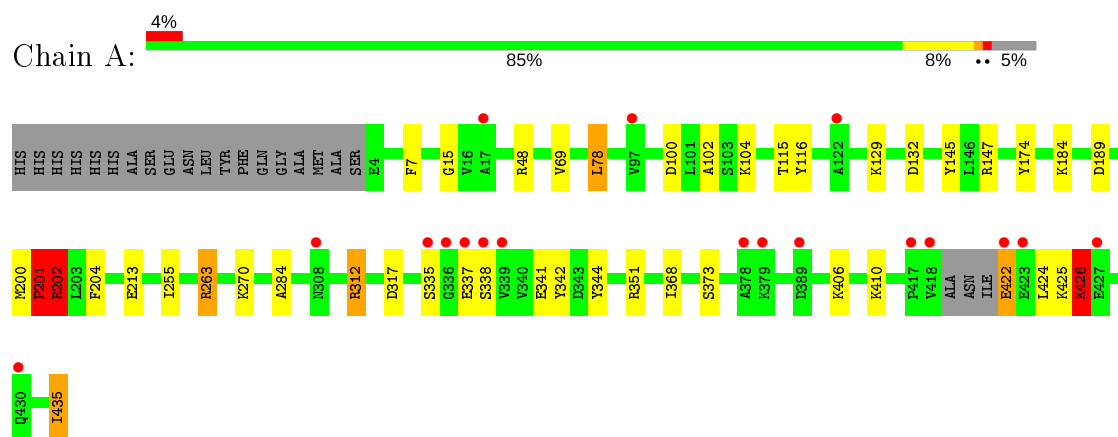 4%
Chain A:
85% 8% •• 5%
HIS HIS HIS HIS HIS HIS ALA SER GLU ASN LEU TYR PHE GLN GLY ALA MET ALA SER E4 F7 G15 V16 A17 R48 V69 L78 V97 D100 L101 A102 S103 K104 T115 Y116 A122 K129 D132 Y145 L146 R147 Y174 K184 D189
M200 P201 R202 L203 F204 E213 I255 R263 K270 A284 N308 R312 D317 S335 G336 E337 S338 V339 V340 E341 Y342 D343 Y344 R351 I368 S373 A378 K379 D389 K406 K410 P417 V418 ALA ASN ILE E422 E423 L424 K425 K426 E427
Q430 I435